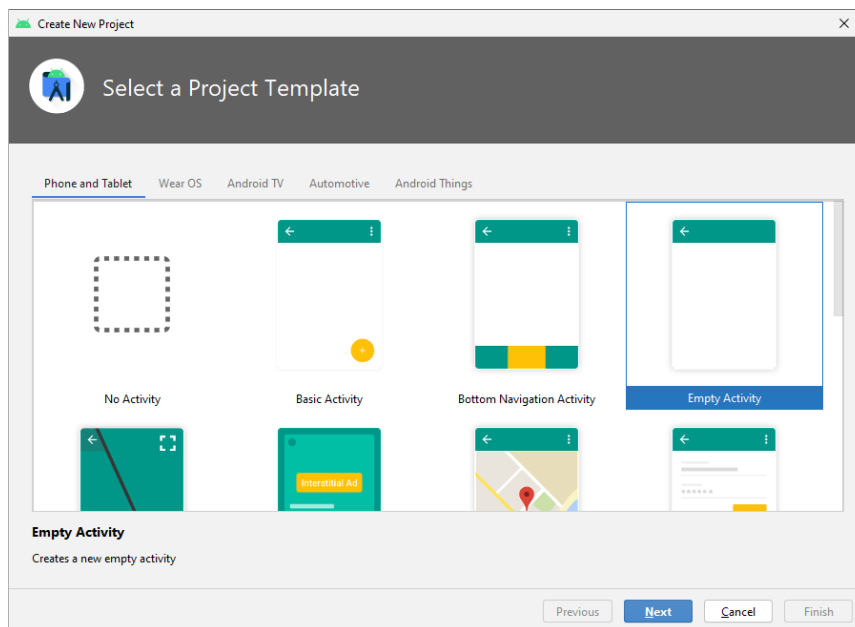 Create New Project
Select a Project Template
Phone and Tablet Wear OS Android TV Automotive Android Things
No Activity Basic Activity Bottom Navigation Activity Empty Activity
Interstitial Ad
Empty Activity
Creates a new empty activity
Previous Next Cancel Finish